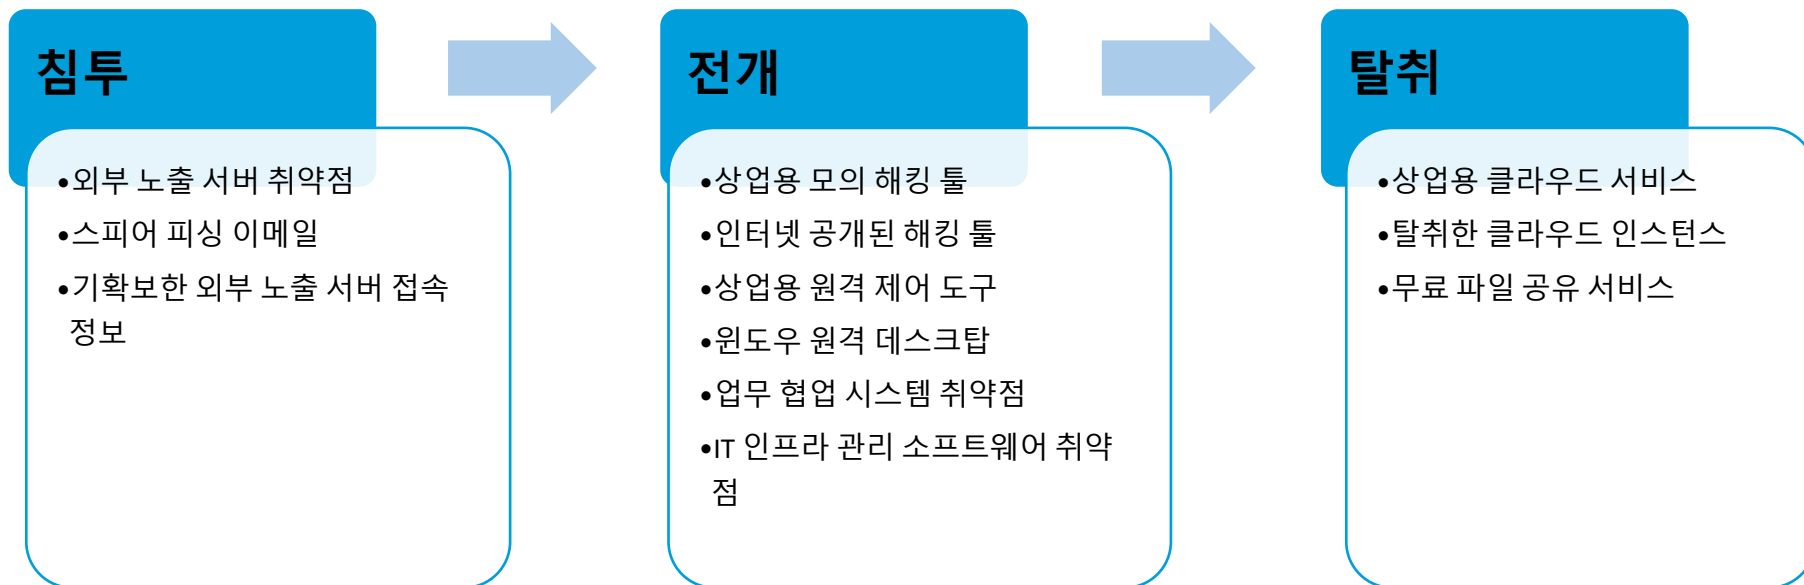 침투
•외부 노출 서버 취약점
•스피어 피싱 이메일
•기확보한 외부 노출 서버 접속
정보
전개
•상업용 모의 해킹 툴
•인터넷 공개된 해킹 툴
•상업용 원격 제어 도구
•윈도우 원격 데스크탑
•업무 협업 시스템 취약점
•IT 인프라 관리 소프트웨어 취약
점
탈취
•상업용 클라우드 서비스
•탈취한 클라우드 인스턴스
•무료 파일 공유 서비스